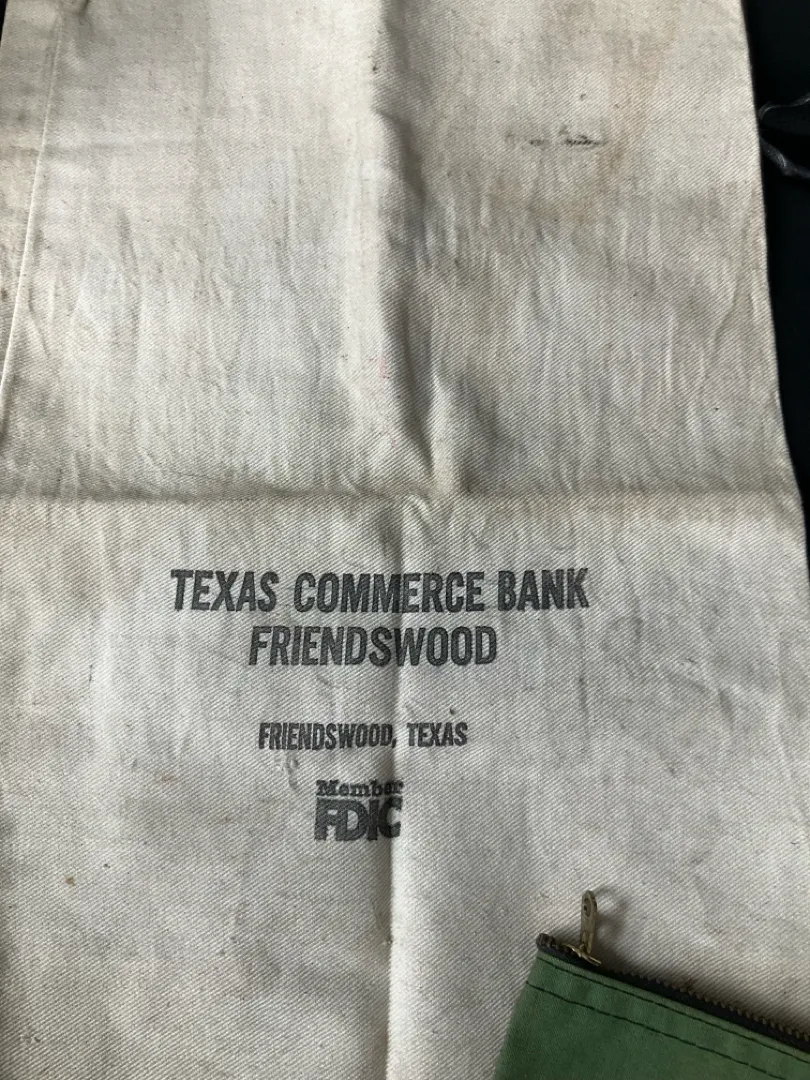 TEXAS COMMERCE BANK
FRIENDSWOOD
FRIENDSWOOD, TEXAS
Member
FDIC